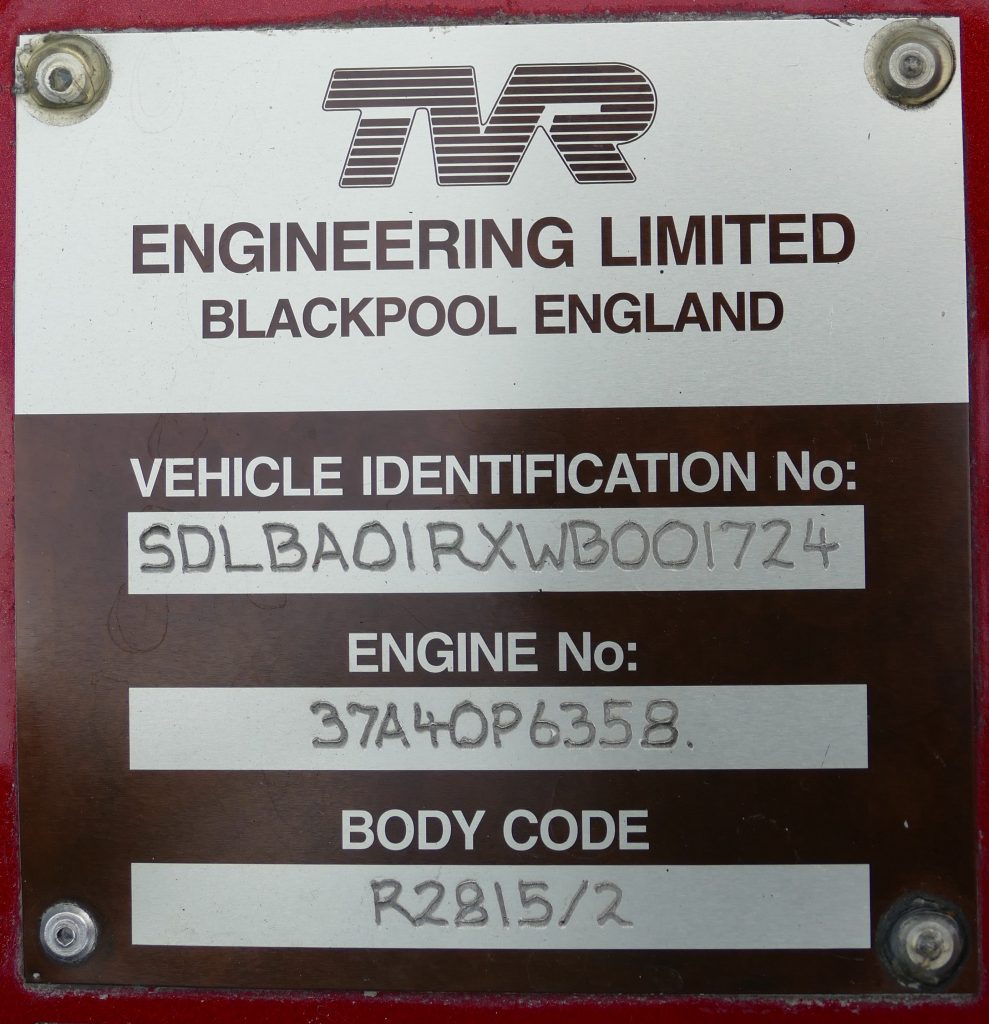 TVR
ENGINEERING LIMITED
BLACKPOOL ENGLAND
VEHICLE IDENTIFICATION No:
SDLBA01RXWB001724
ENGINE No:
37A40P6358.
BODY CODE
R2815/2